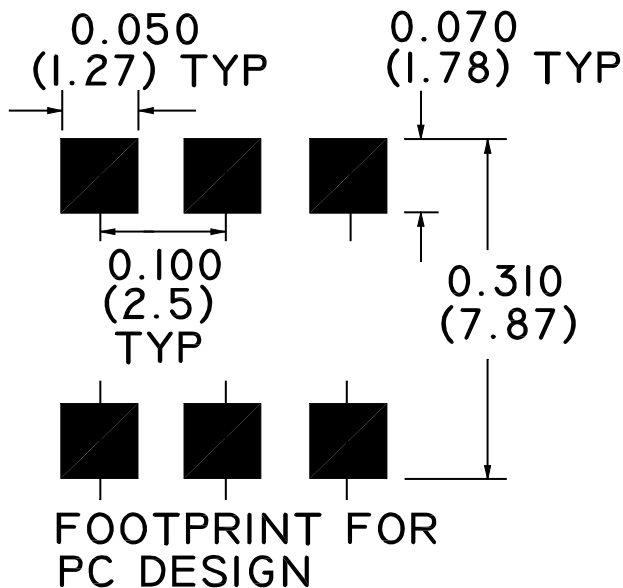 0.050
(1.27) TYP
0.070
(1.78) TYP
0.100
(2.5)
TYP
0.310
(7.87)
FOOTPRINT FOR
PC DESIGN